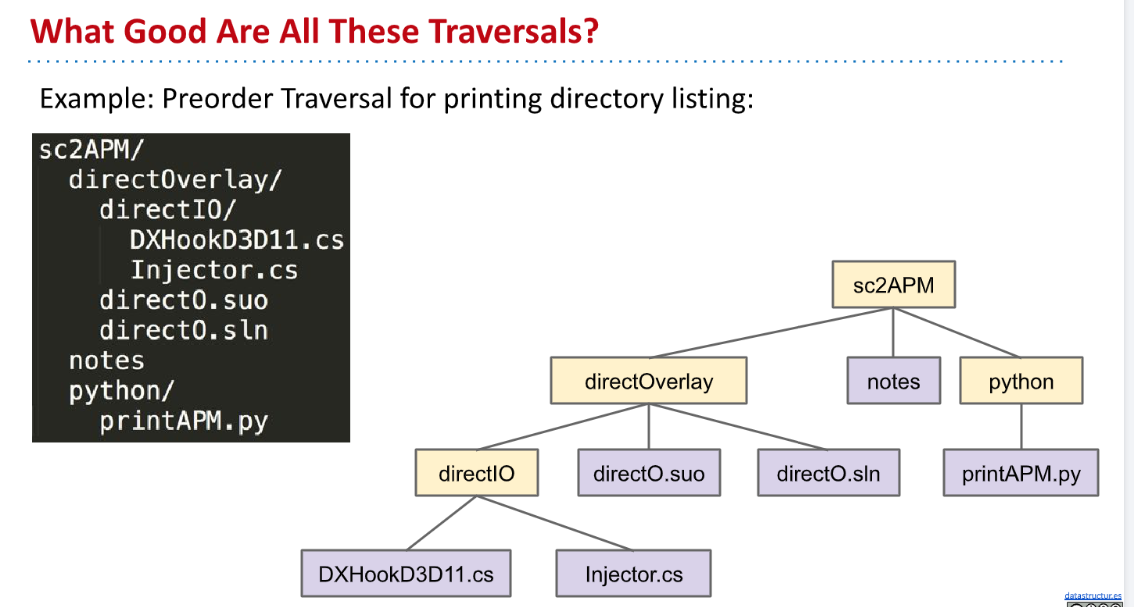 What Good Are All These Traversals?
Example: Preorder Traversal for printing directory listing:
sc2APM/
directOverlay/
directIO/
DXHookD3D11.cs
Injector.cs
directO.suo
directO.sln
notes
python/
printAPM.py
sc2APM
directOverlay
notes
python
directIO
directO.suo
directO.sln
printAPM.py
DXHookD3D11.cs
Injector.cs
datastructur.es